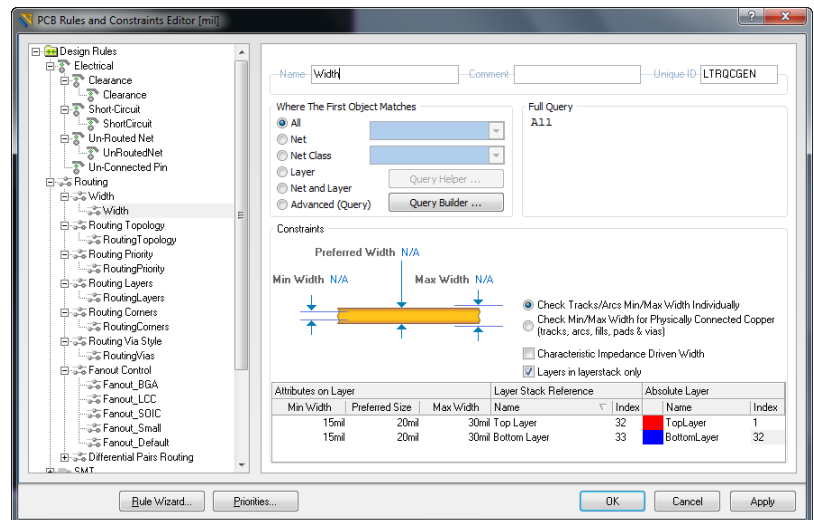 PCB Rules and Constraints Editor [mil]
Design Rules
Electrical
Clearance
Clearance
Short-Circuit
ShortCircuit
Un-Routed Net
UnRoutedNet
Un-Connected Pin
Routing
Width
Width
Routing Topology
RoutingTopology
Routing Priority
RoutingPriority
Routing Layers
RoutingLayers
Routing Corners
RoutingCorners
Routing Via Style
RoutingVias
Fanout Control
Fanout_BGA
Fanout_LCC
Fanout_SOIC
Fanout_Small
Fanout_Default
Differential Pairs Routing
SMT
Name Width Comment Unique ID LTRQCGEN
Where The First Object Matches
All
Net
Net Class
Layer
Net and Layer
Advanced (Query)
Query Helper ...
Query Builder ...
Full Query
All
Constraints
Preferred Width N/A
Min Width N/A Max Width N/A
Check Tracks/Arcs Min/Max Width Individually
Check Min/Max Width for Physically Connected Copper
(tracks, arcs, fills, pads & vias)
Characteristic Impedance Driven Width
Layers in layerstack only
Attributes on Layer Layer Stack Reference Absolute Layer
Min Width Preferred Size Max Width Name Index Name Index
15mil 20mil 30mil Top Layer 32 TopLayer 1
15mil 20mil 30mil Bottom Layer 33 BottomLayer 32
Rule Wizard... Priorities... OK Cancel Apply